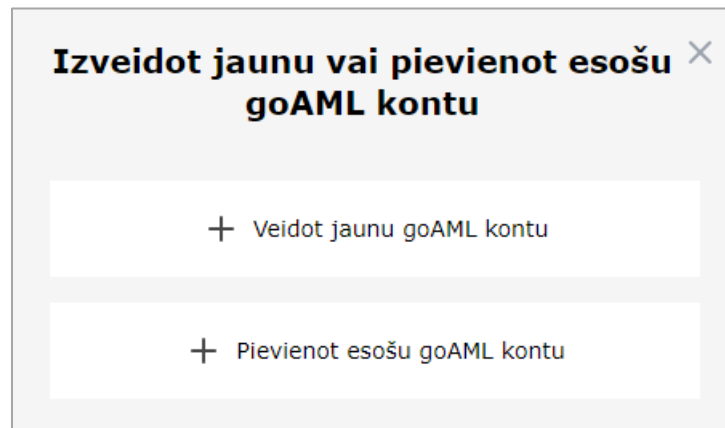 Izveidot jaunu vai pievienot esošu
goAML kontu
Veidot jaunu goAML kontu
Pievienot esošu goAML kontu